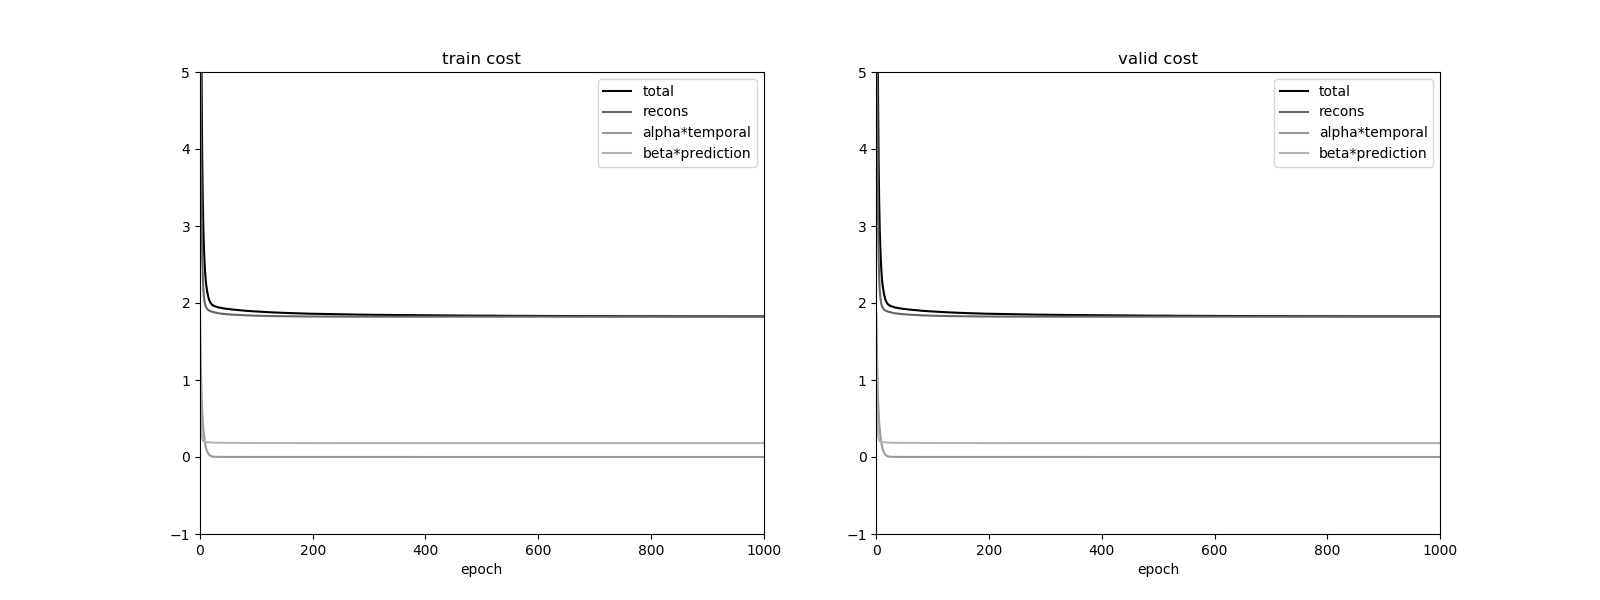 train cost
5
4
3
2
1
0
−1
0 200 400 600 800 1000
epoch
total
recons
alpha*temporal
beta*prediction
valid cost
5
4
3
2
1
0
−1
0 200 400 600 800 1000
epoch
total
recons
alpha*temporal
beta*prediction